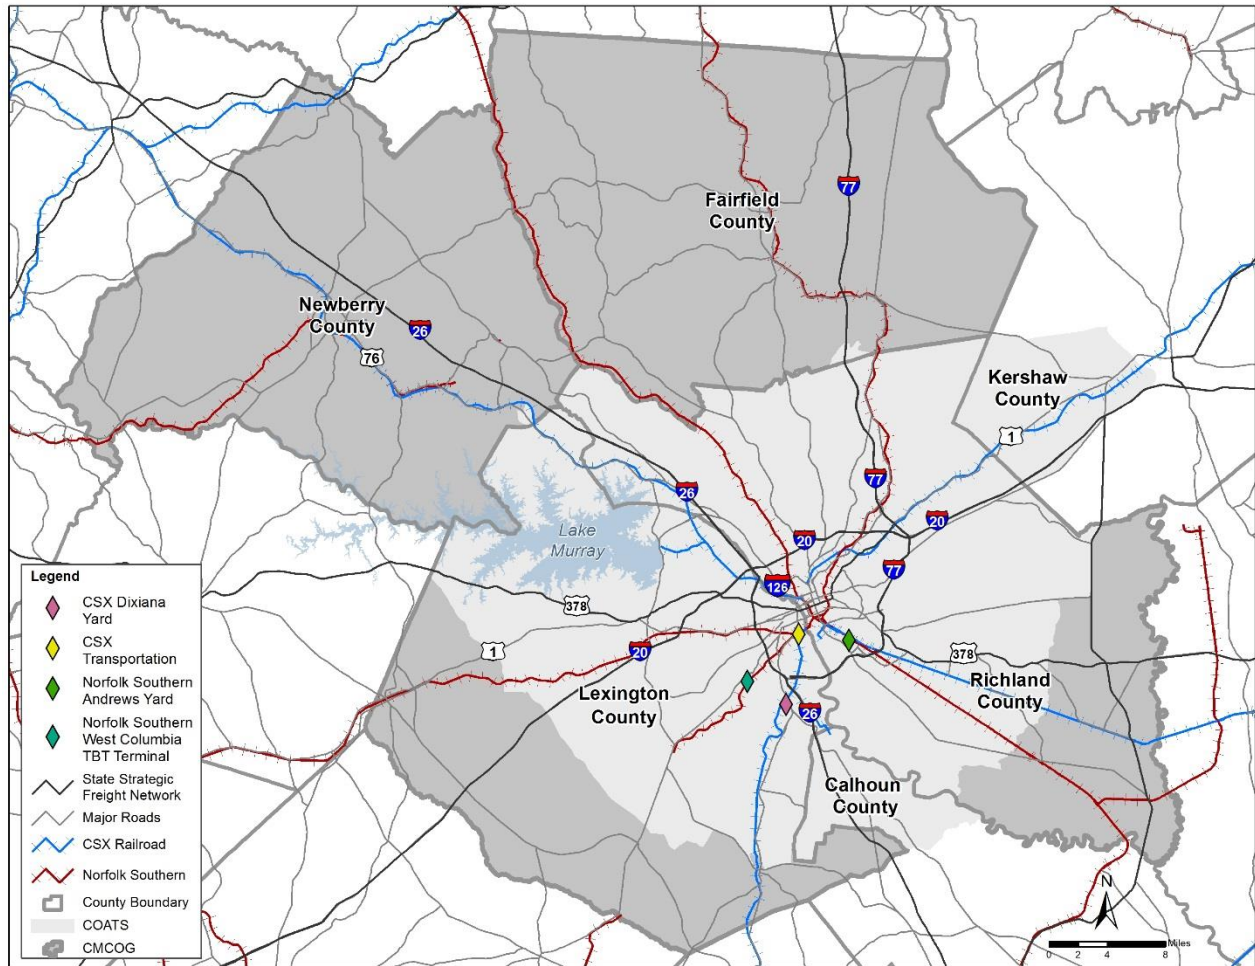 77
Fairfield
County
Newberry
County
26
76
Kershaw
County
1
77
26
20
Lake
Murray
20
77
126
378
1
20
378
Lexington
County
Richland
County
26
Calhoun
County
Legend
CSX Dixiana
Yard
CSX
Transportation
Norfolk Southern
Andrews Yard
Norfolk Southern
West Columbia
TBT Terminal
State Strategic
Freight Network
Major Roads
CSX Railroad
Norfolk Southern
County Boundary
COATS
CMCOG
N
Miles
0 2 4 8